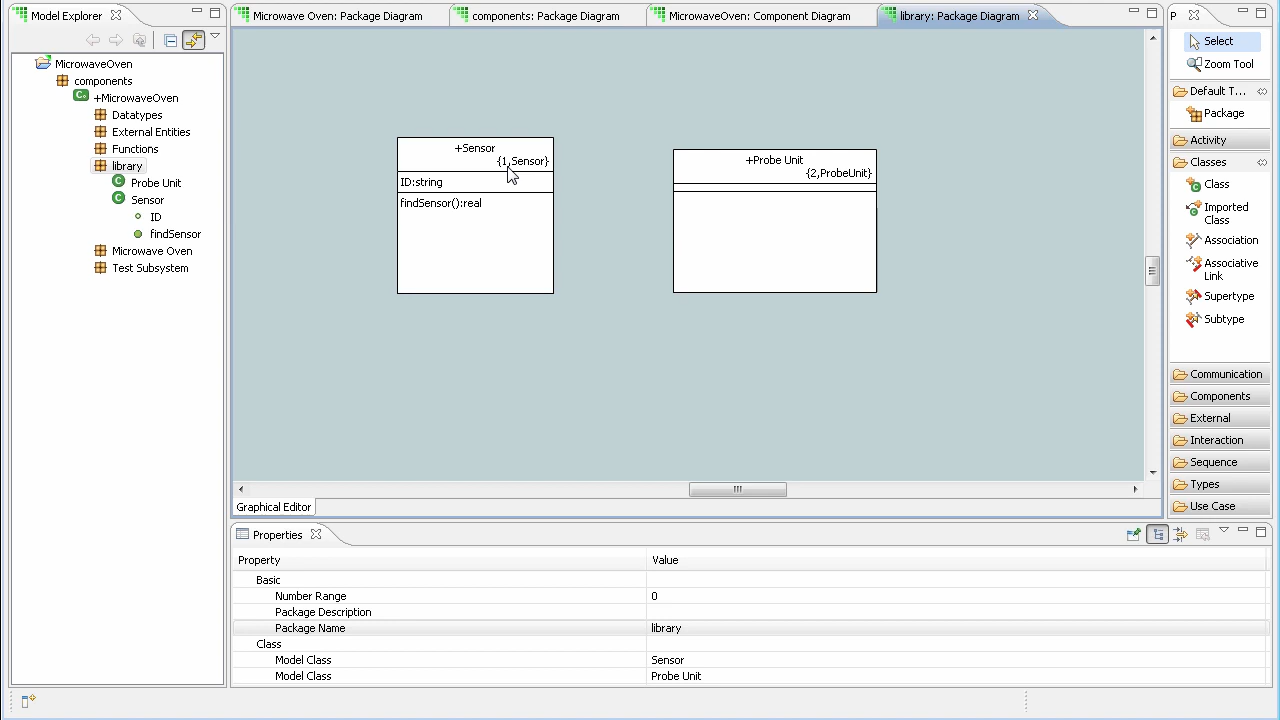 Model Explorer
MicrowaveOven
components
+MicrowaveOven
Datatypes
External Entities
Functions
library
Probe Unit
Sensor
ID
findSensor
Microwave Oven
Test Subsystem
Microwave Oven: Package Diagram
components: Package Diagram
MicrowaveOven: Component Diagram
library: Package Diagram
+Sensor
{1,Sensor}
ID:string
findSensor():real
+Probe Unit
{2,ProbeUnit}
Graphical Editor
P
Select
Zoom Tool
Default T...
Package
Activity
Classes
Class
Imported
Class
Association
Associative
Link
Supertype
Subtype
Communication
Components
External
Interaction
Sequence
Types
Use Case
Properties
Property Value
Basic
Number Range 0
Package Description
Package Name library
Class
Model Class Sensor
Model Class Probe Unit